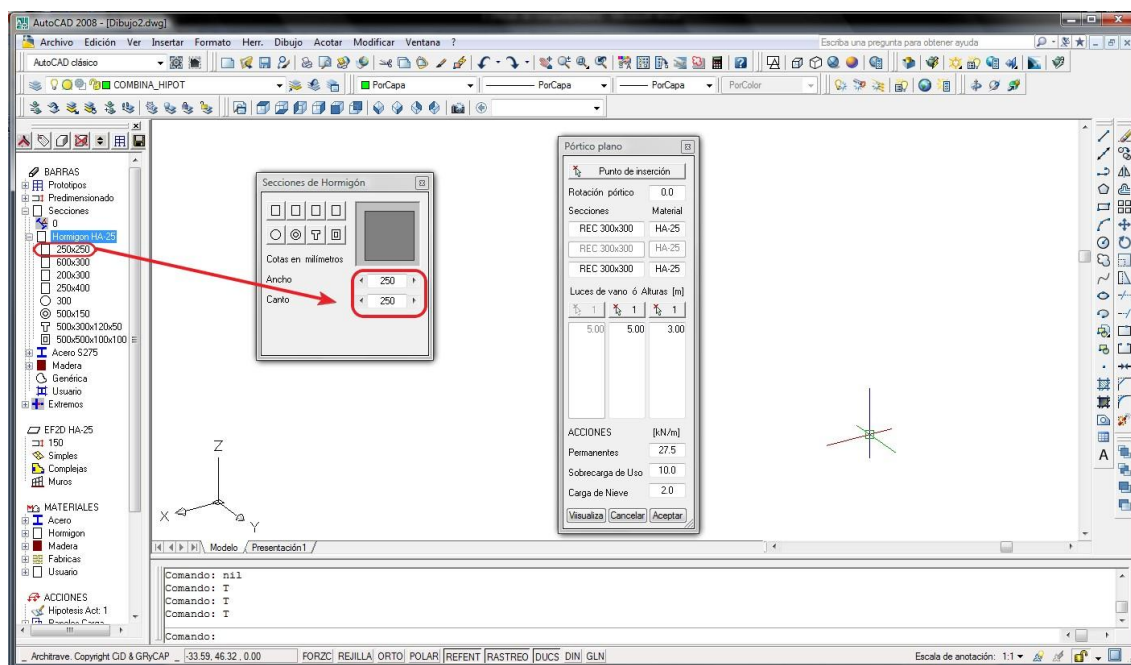 AutoCAD 2008 - [Dibujo2.dwg]
Archivo Edición Ver Insertar Formato Herr. Dibujo Acotar Modificar Ventana ?
Escriba una pregunta para obtener ayuda
AutoCAD clásico
COMBINA_HIPOT
PorCapa
PorCapa
PorCapa
PorColor
BARRAS
Prototipos
Predimensionado
Secciones
0
Hormigon HA-25
250x250
600x300
200x300
250x400
300
500x150
500x300x120x50
500x500x100x100
Acero S275
Madera
Genérica
Usuario
Extremos
EF2D HA-25
150
Simples
Complejas
Muros
MATERIALES
Acero
Hormigon
Madera
Fabricas
Usuario
ACCIONES
Hipotesis Act: 1
Secciones de Hormigón
Cotas en milímetros
Ancho 250
Canto 250
Pórtico plano
Punto de inserción
Rotación pórtico 0.0
Secciones Material
REC 300x300 HA-25
REC 300x300 HA-25
REC 300x300 HA-25
Luces de vano ó Alturas [m]
1 1 1
5.00 5.00 3.00
ACCIONES [kN/m]
Permanentes 27.5
Sobrecarga de Uso 10.0
Carga de Nieve 2.0
Visualiza Cancelar Aceptar
Z
X
Y
Modelo Presentación1
Comando: nil
Comando: T
Comando: T
Comando: T
Comando:
_ Architrave. Copyright CiD & GRyCAP _ -33.59, 46.32 , 0.00 FORZC REJILLA ORTO POLAR REFENT RASTREO DUCS DIN GLN Escala de anotación: 1:1